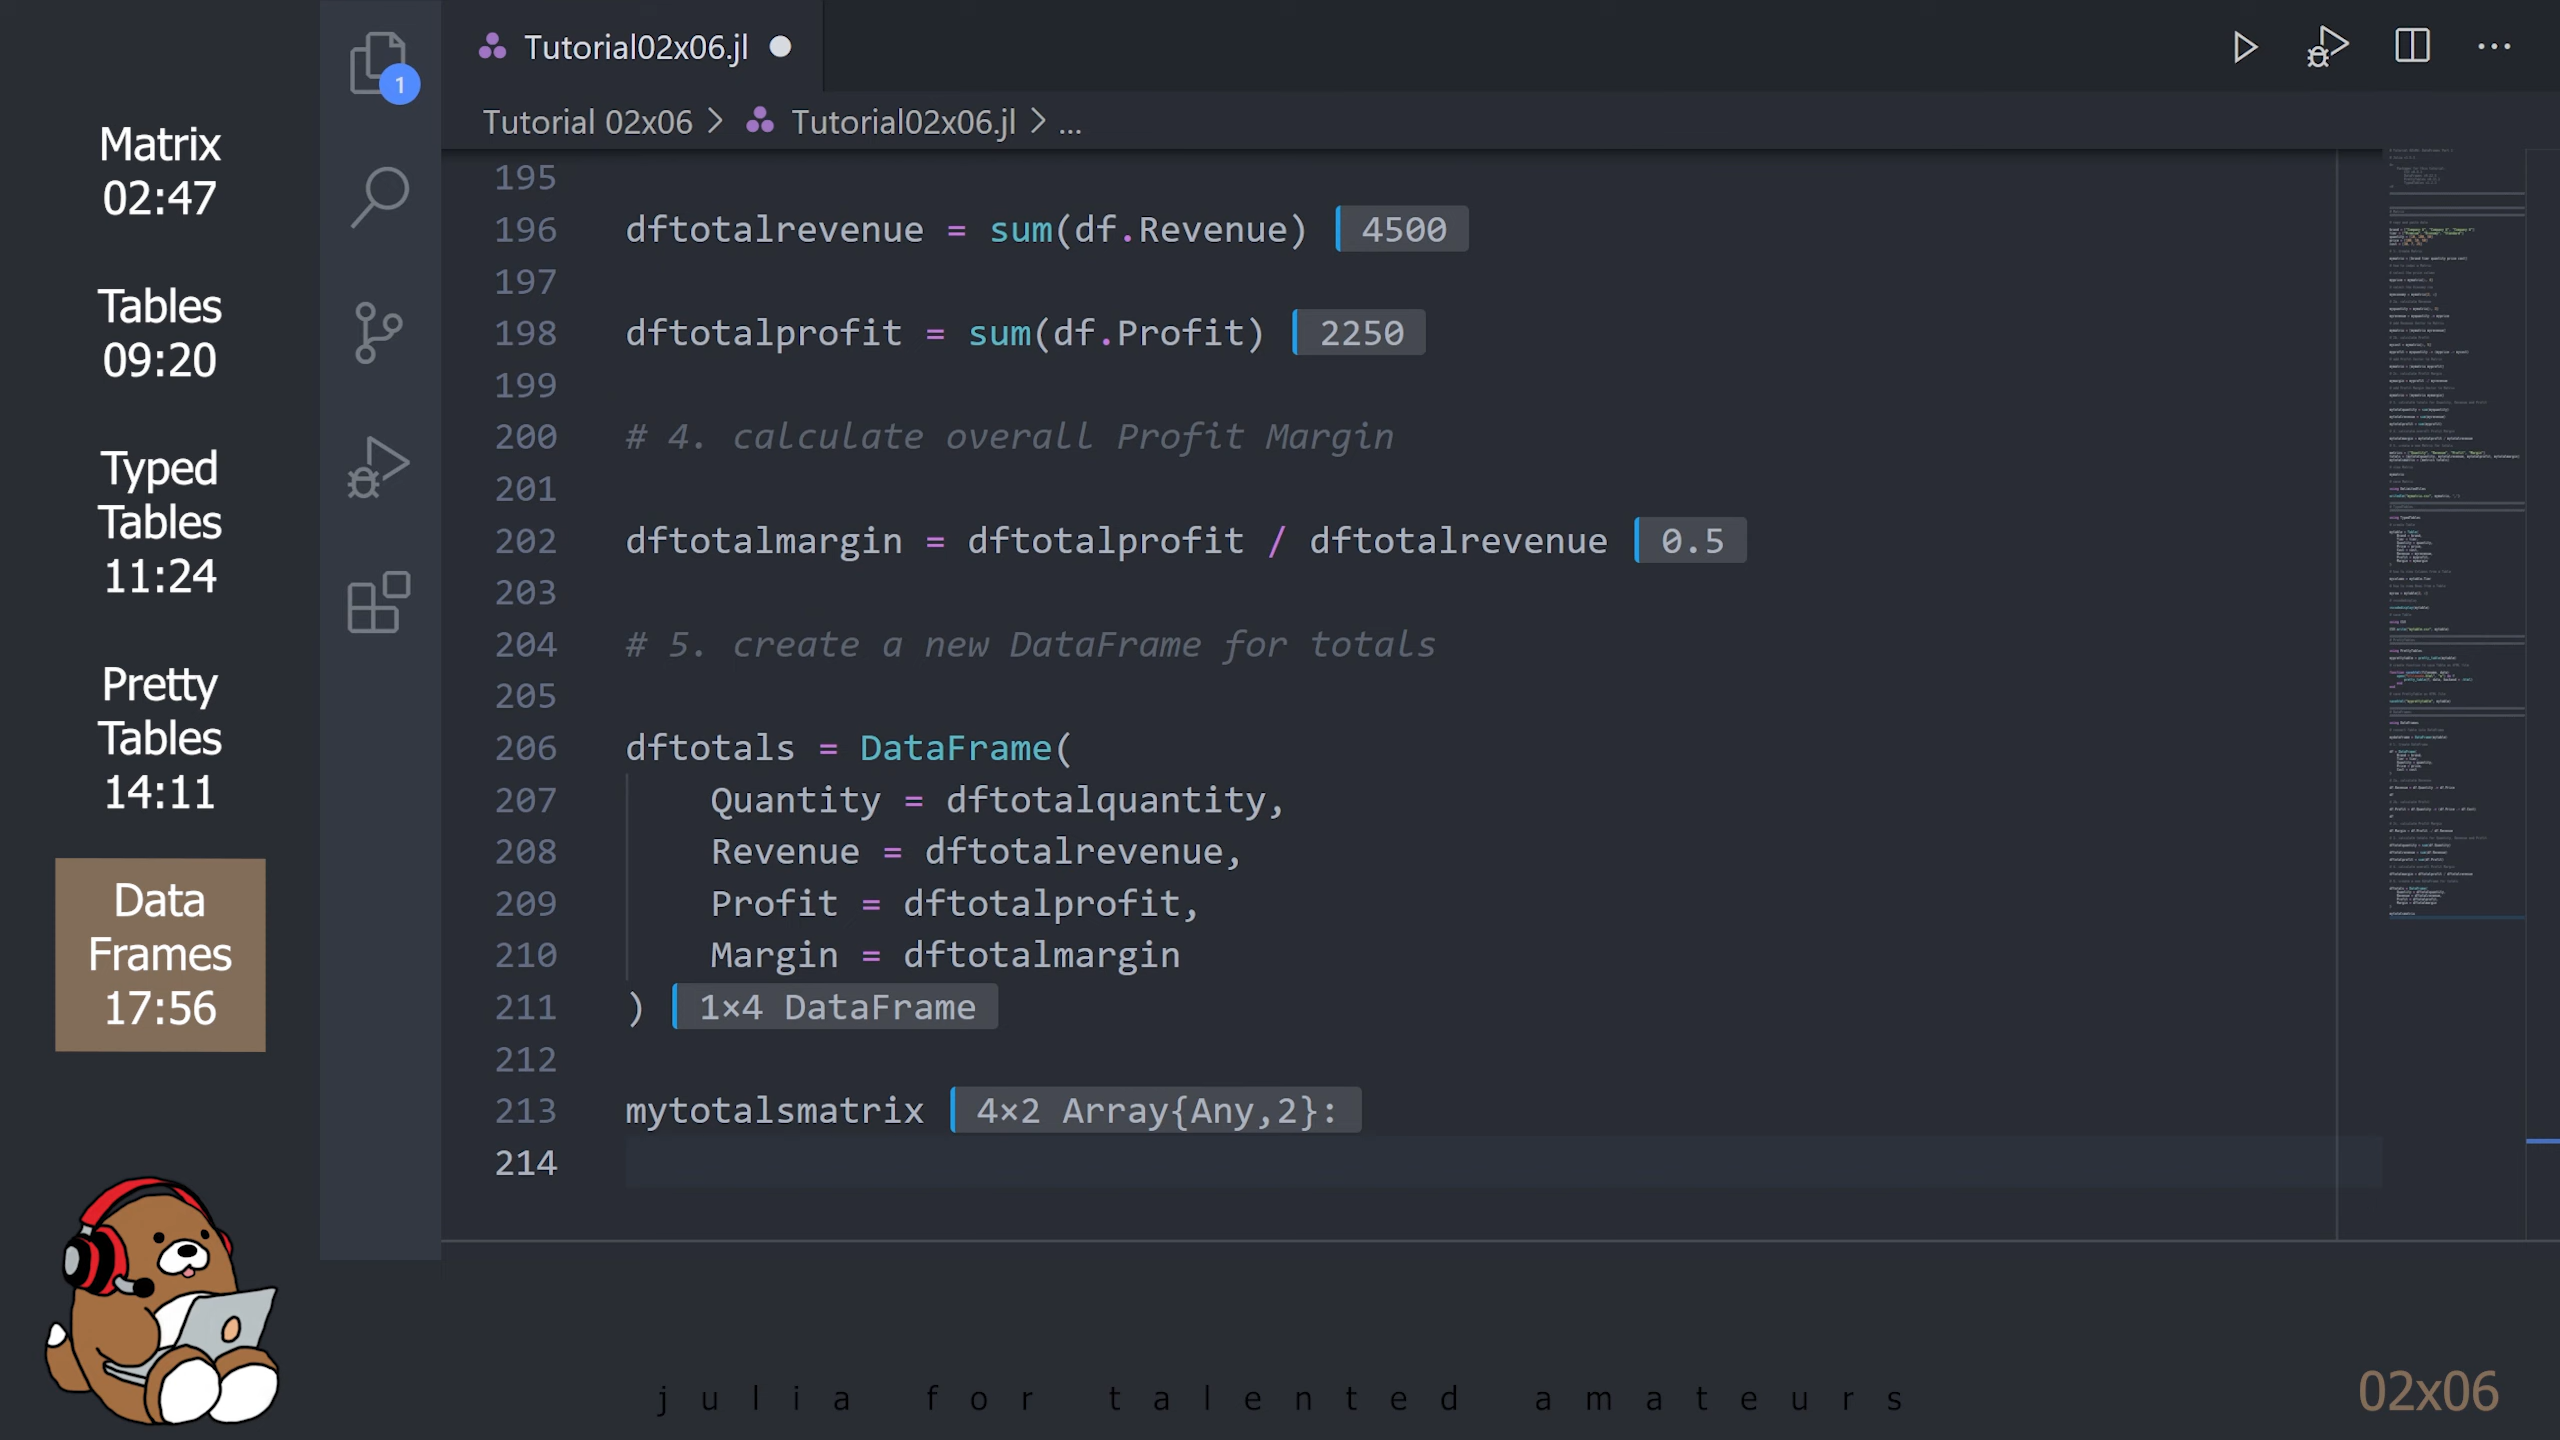 Matrix
02:47
Tables
09:20
Typed
Tables
11:24
Pretty
Tables
14:11
Data
Frames
17:56
1
Tutorial02x06.jl
Tutorial 02x06 > Tutorial02x06.jl > ...
195
196 dftotalrevenue = sum(df.Revenue) 4500
197
198 dftotalprofit = sum(df.Profit) 2250
199
200 # 4. calculate overall Profit Margin
201
202 dftotalmargin = dftotalprofit / dftotalrevenue 0.5
203
204 # 5. create a new DataFrame for totals
205
206 dftotals = DataFrame(
207 Quantity = dftotalquantity,
208 Revenue = dftotalrevenue,
209 Profit = dftotalprofit,
210 Margin = dftotalmargin
211 ) 1×4 DataFrame
212
213 mytotalsmatrix 4×2 Array{Any,2}:
214
julia for talented amateurs
02x06